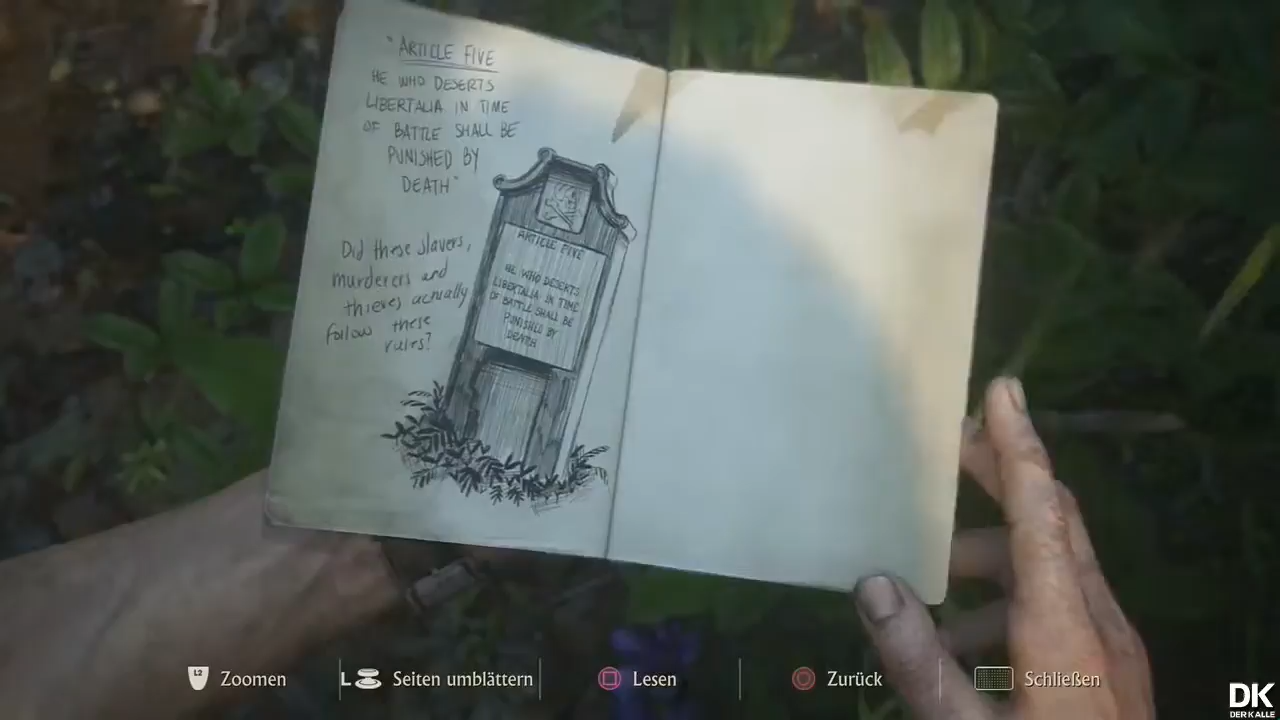 "ARTICLE FIVE
HE WHO DESERTS
LIBERTALIA IN TIME
OF BATTLE SHALL BE
PUNISHED BY
DEATH"
Did these slavers,
murderers and
thieves actually
follow these
rules?
ARTICLE FIVE
HE WHO DESERTS
LIBERTALIA IN TIME
OF BATTLE SHALL BE
PUNISHED BY
DEATH
L2 Zoomen
L Seiten umblättern
Lesen
Zurück
Schließen
DK
DER KALLE